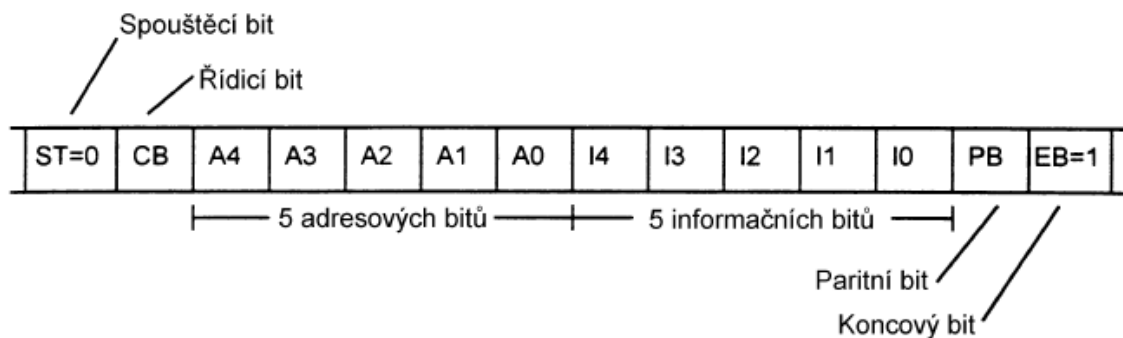 Spouštěcí bit
Řídicí bit
ST=0 CB A4 A3 A2 A1 A0 I4 I3 I2 I1 I0 PB EB=1
5 adresových bitů 5 informačních bitů
Paritní bit
Koncový bit